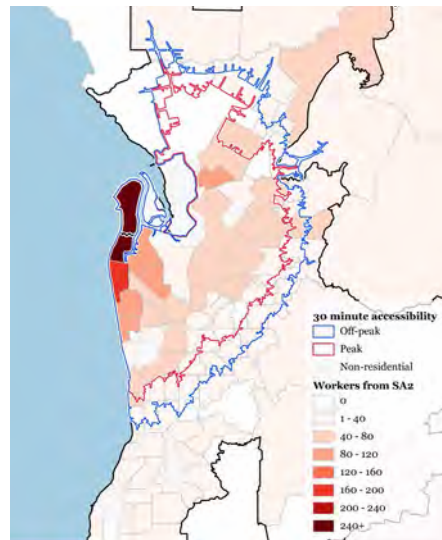 30 minute accessibility
Off-peak
Peak
Non-residential
Workers from SA2
0
1 - 40
40 - 80
80 - 120
120 - 160
160 - 200
200 - 240
240+